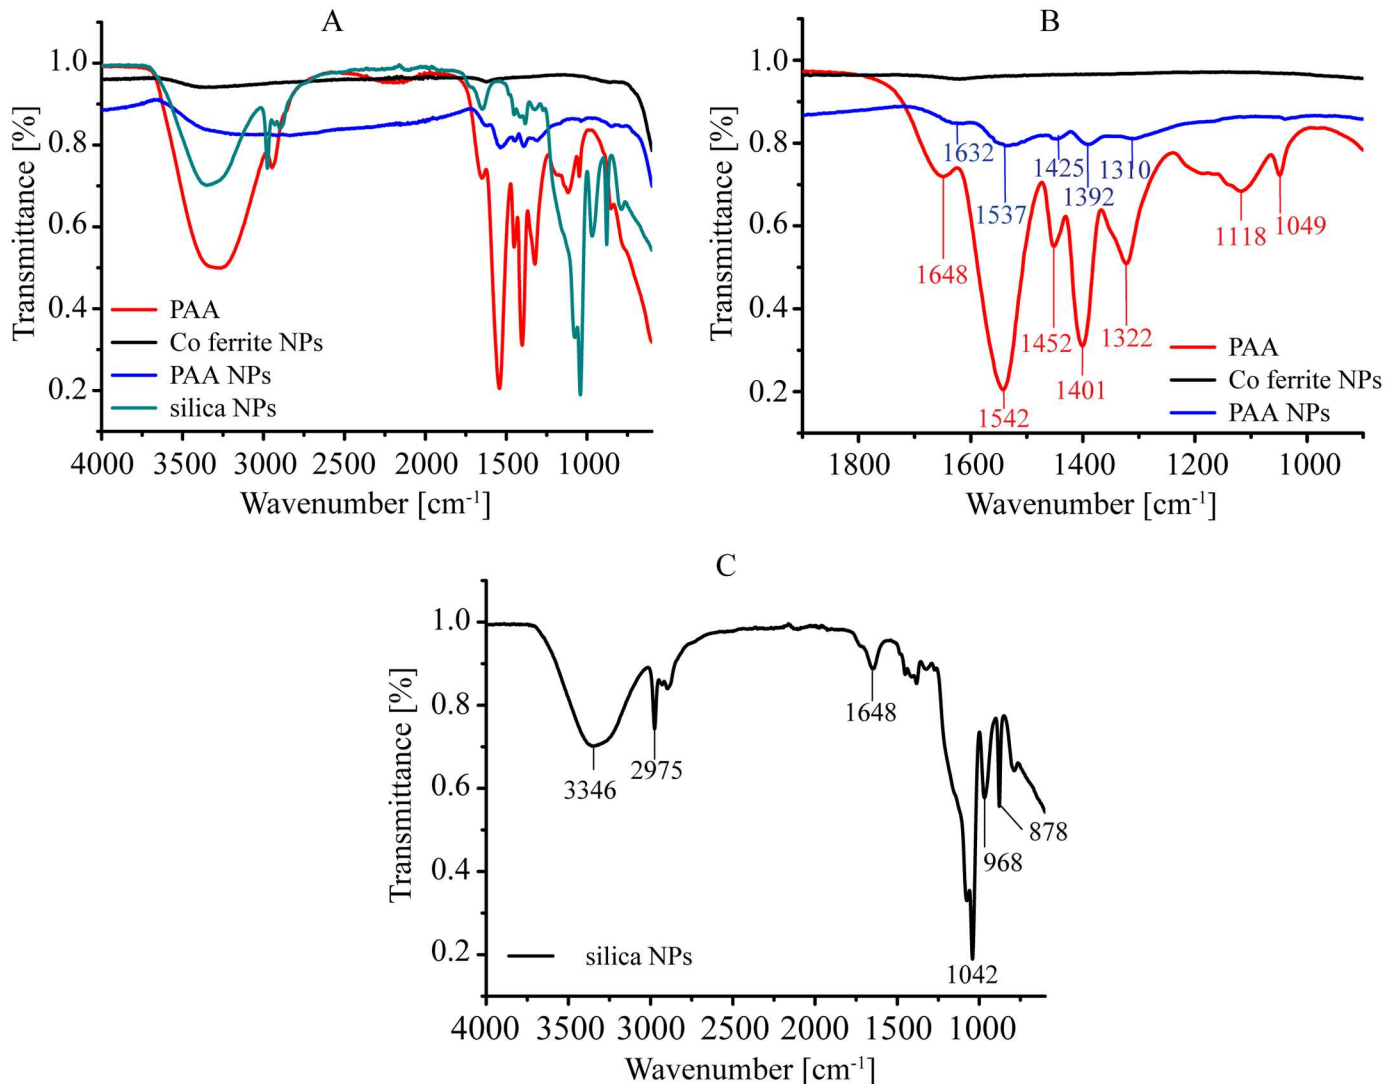 A
Transmittance [%]
1.0
0.8
0.6
0.4
0.2
PAA
Co ferrite NPs
PAA NPs
silica NPs
4000 3500 3000 2500 2000 1500 1000
Wavenumber [cm⁻¹]
B
Transmittance [%]
1.0
0.8
0.6
0.4
0.2
1632
1537
1425
1392
1310
1648
1542
1452
1401
1322
1118
1049
PAA
Co ferrite NPs
PAA NPs
1800 1600 1400 1200 1000
Wavenumber [cm⁻¹]
C
Transmittance [%]
1.0
0.8
0.6
0.4
0.2
3346
2975
1648
1042
968
878
silica NPs
4000 3500 3000 2500 2000 1500 1000
Wavenumber [cm⁻¹]